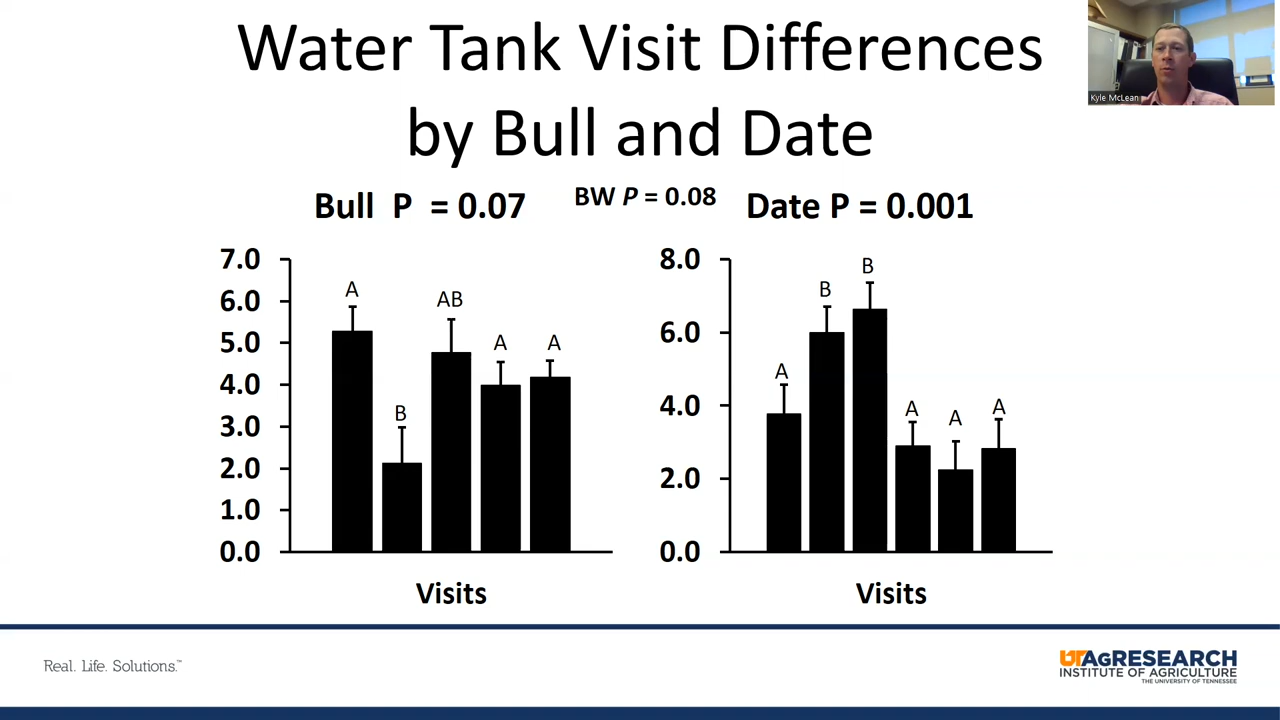 Water Tank Visit Differences
by Bull and Date
Kyle McLean
Bull P = 0.07
BW P = 0.08
Date P = 0.001
7.0
6.0
5.0
4.0
3.0
2.0
1.0
0.0
A
B
AB
A
A
Visits
8.0
6.0
4.0
2.0
0.0
A
B
B
A
A
A
Visits
Real. Life. Solutions.™
UTAGRESEARCH
INSTITUTE OF AGRICULTURE
THE UNIVERSITY OF TENNESSEE